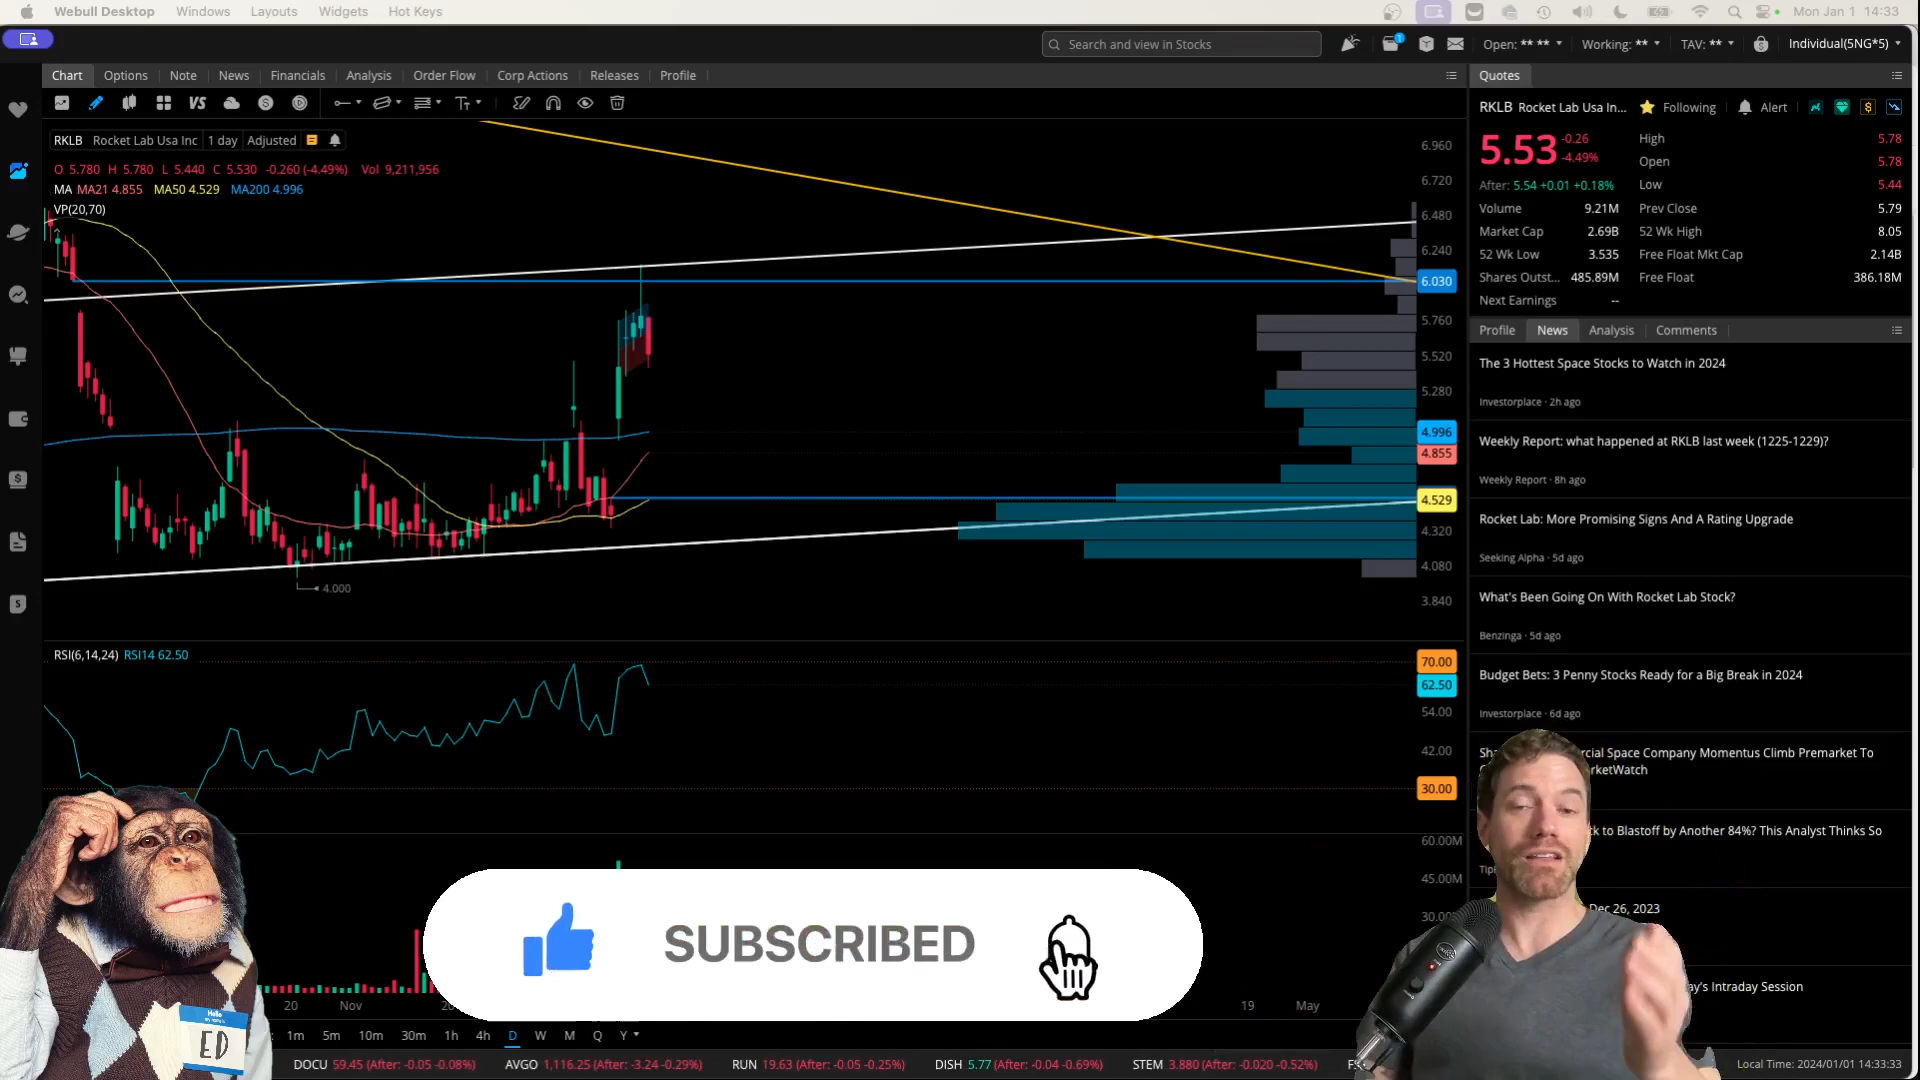 Webull Desktop Windows Layouts Widgets Hot Keys Mon Jan 1 14:33
Search and view in Stocks 1 Open: ** ** Working: ** TAV: ** Individual(5NG*5)
Chart Options Note News Financials Analysis Order Flow Corp Actions Releases Profile
Quotes
VS
RKLB Rocket Lab Usa In... Following Alert
RKLB Rocket Lab Usa Inc 1 day Adjusted
O 5.780 H 5.780 L 5.440 C 5.530 -0.260 (-4.49%) Vol 9,211,956
MA MA21 4.855 MA50 4.529 MA200 4.996
VP(20,70)
6.960
6.720
6.480
6.240
6.030
5.760
5.520
5.280
4.996
4.855
4.529
4.320
4.080
3.840
4.000
5.53 -0.26
-4.49%
After: 5.54 +0.01 +0.18%
High 5.78
Open 5.78
Low 5.44
Volume 9.21M Prev Close 5.79
Market Cap 2.69B 52 Wk High 8.05
52 Wk Low 3.535 Free Float Mkt Cap 2.14B
Shares Outst... 485.89M Free Float 386.18M
Next Earnings --
Profile News Analysis Comments
The 3 Hottest Space Stocks to Watch in 2024
Investorplace · 2h ago
Weekly Report: what happened at RKLB last week (1225-1229)?
Weekly Report · 8h ago
Rocket Lab: More Promising Signs And A Rating Upgrade
Seeking Alpha · 5d ago
What's Been Going On With Rocket Lab Stock?
Benzinga · 5d ago
Budget Bets: 3 Penny Stocks Ready for a Big Break in 2024
Investorplace · 6d ago
Space Company Momentus Climb Premarket To
to Blastoff by Another 84%? This Analyst Thinks So
Dec 26, 2023
Intraday Session
RSI(6,14,24) RSI14 62.50
70.00
62.50
54.00
42.00
30.00
60.00M
45.00M
SUBSCRIBED
Hello
ED
20 Nov 19 May
1m 5m 10m 30m 1h 4h D W M Q Y
DOCU 59.45 (After: -0.05 -0.08%) AVGO 1,116.25 (After: -3.24 -0.29%) RUN 19.63 (After: -0.05 -0.25%) DISH 5.77 (After: -0.04 -0.69%) STEM 3.880 (After: -0.020 -0.52%)
Local Time: 2024/01/01 14:33:33